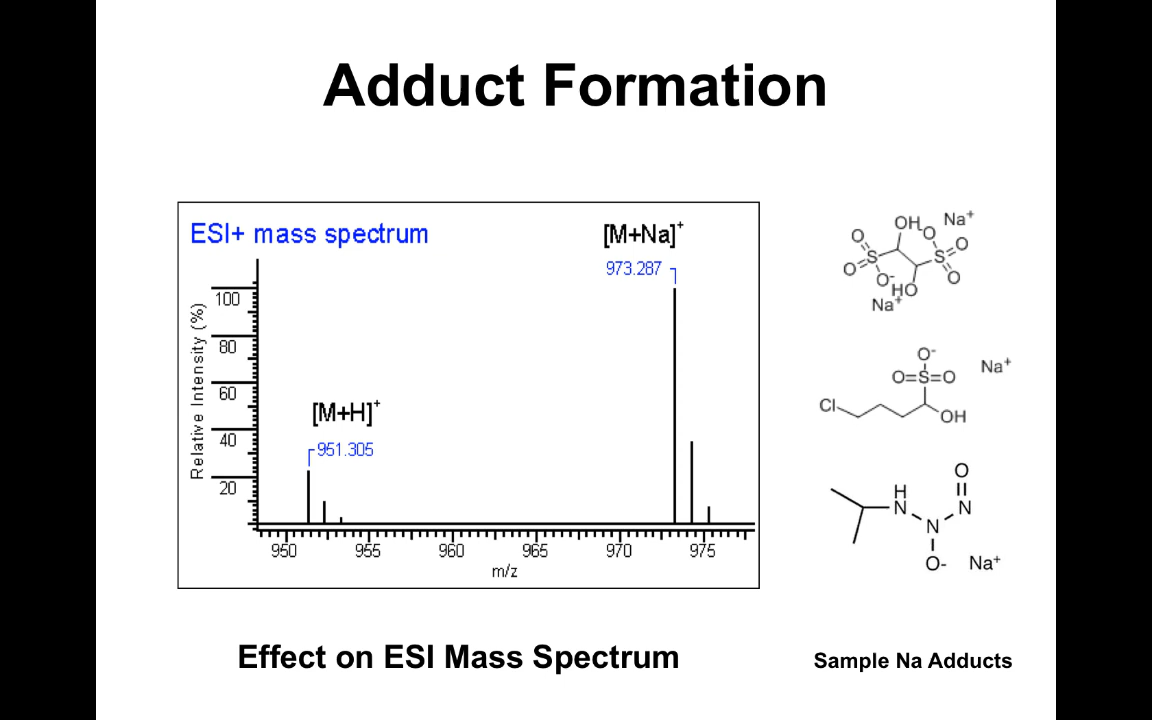 Adduct Formation
ESI+ mass spectrum
[M+Na]+
973.287
[M+H]+
951.305
Relative Intensity (%)
100
80
60
40
20
950 955 960 965 970 975
m/z
OH O Na+
O O
S S
O O
O- HO
Na+
O-
O=S=O Na+
Cl
OH
O
H
N N
N
O- Na+
Effect on ESI Mass Spectrum
Sample Na Adducts